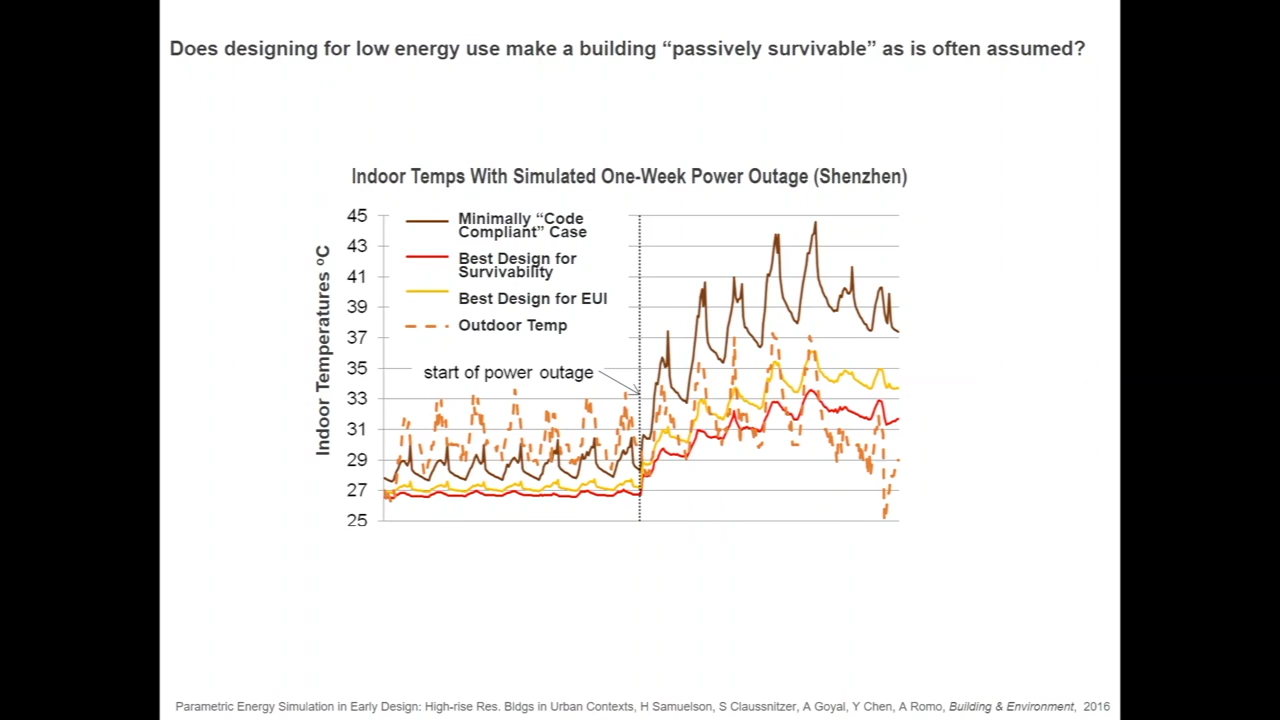 Does designing for low energy use make a building “passively survivable” as is often assumed?
Indoor Temps With Simulated One-Week Power Outage (Shenzhen)
Indoor Temperatures ºC
45
43
41
39
37
35
33
31
29
27
25
Minimally “Code
Compliant” Case
Best Design for
Survivability
Best Design for EUI
Outdoor Temp
start of power outage
Parametric Energy Simulation in Early Design: High-rise Res. Bldgs in Urban Contexts, H Samuelson, S Claussnitzer, A Goyal, Y Chen, A Romo, Building & Environment, 2016